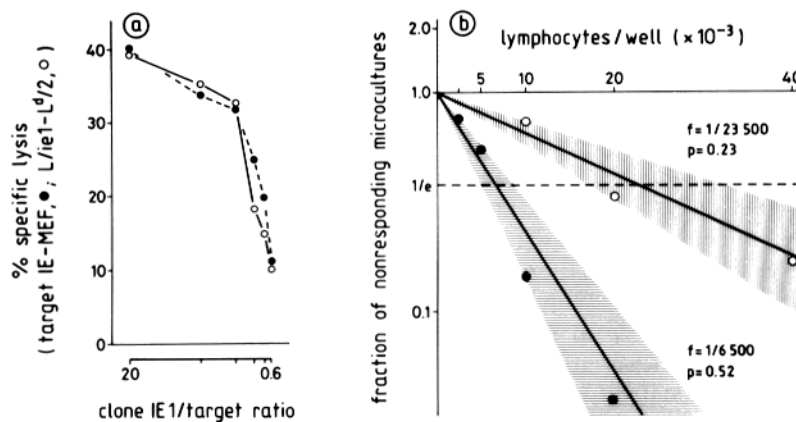 a
% specific lysis
(target IE-MEF, ●; L/ie1-Lᵈ/2, ○)
40
30
20
10
0
20
0.6
clone IE1/target ratio
b
lymphocytes/well (×10⁻³)
5
10
20
40
fraction of nonresponding microcultures
2.0
1.0
1/e
0.1
f = 1/23 500
p = 0.23
f = 1/6 500
p = 0.52